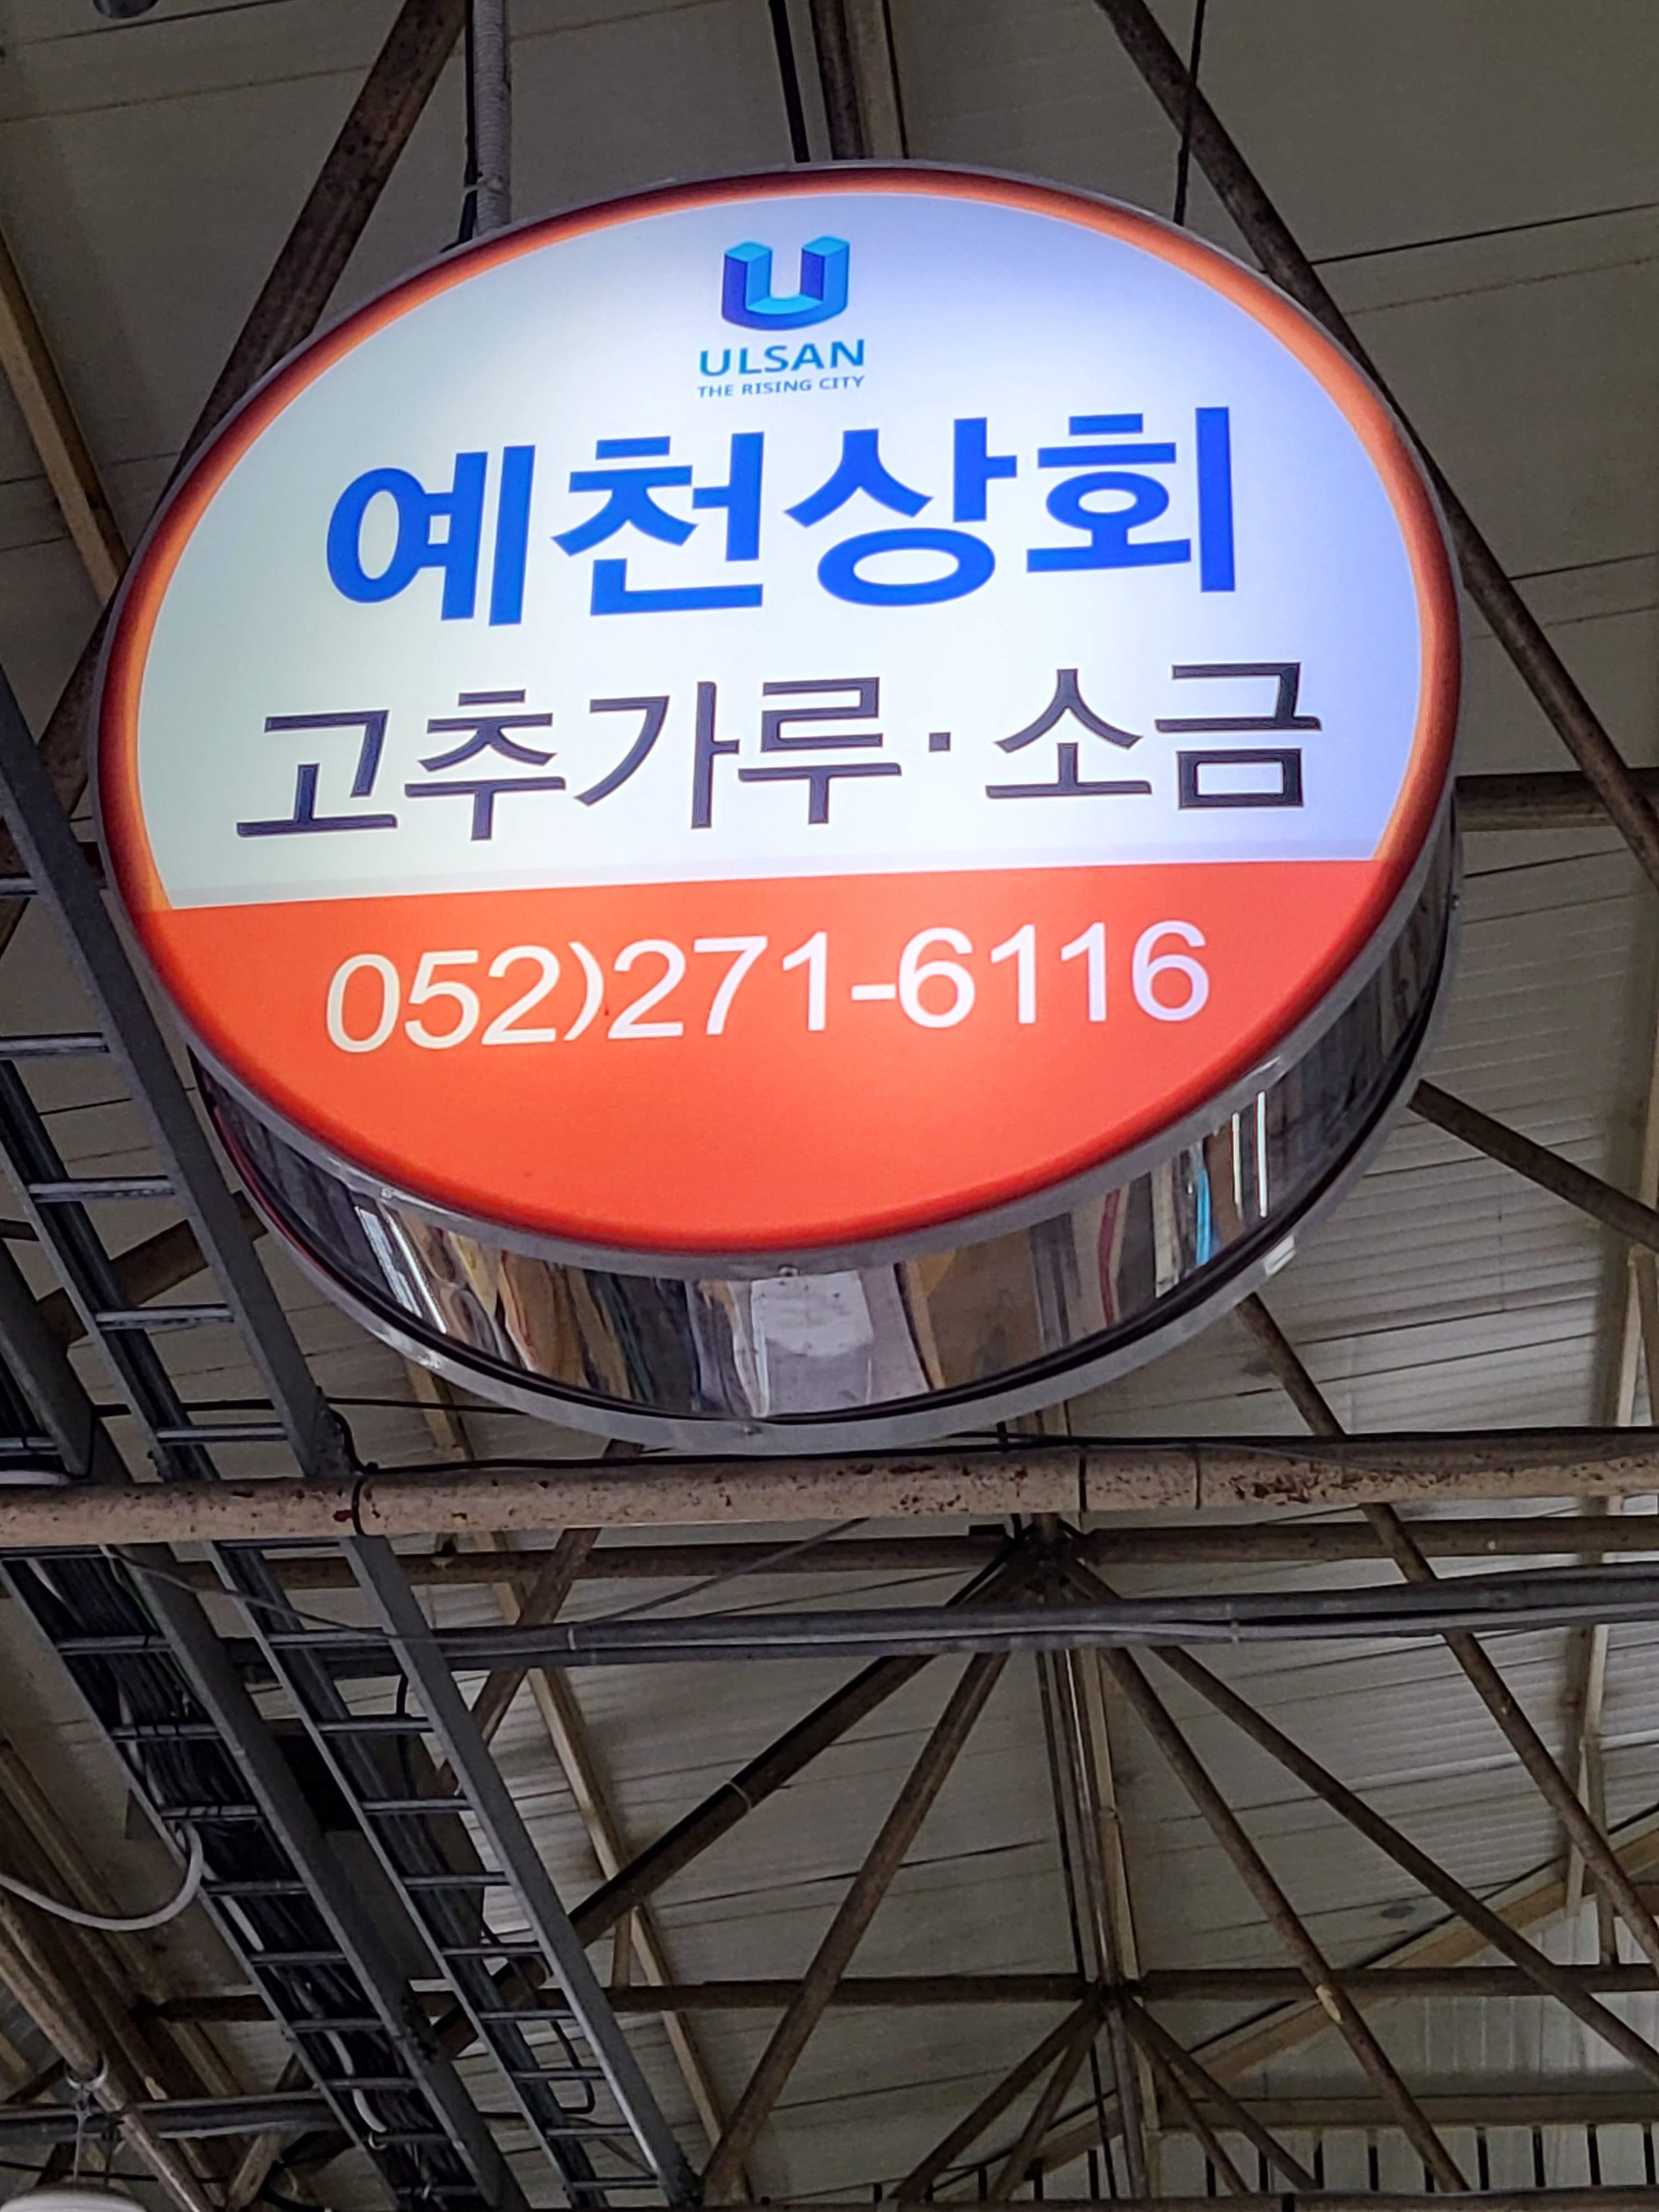 ULSAN
THE RISING CITY
예천상회
고추가루·소금
052)271-6116